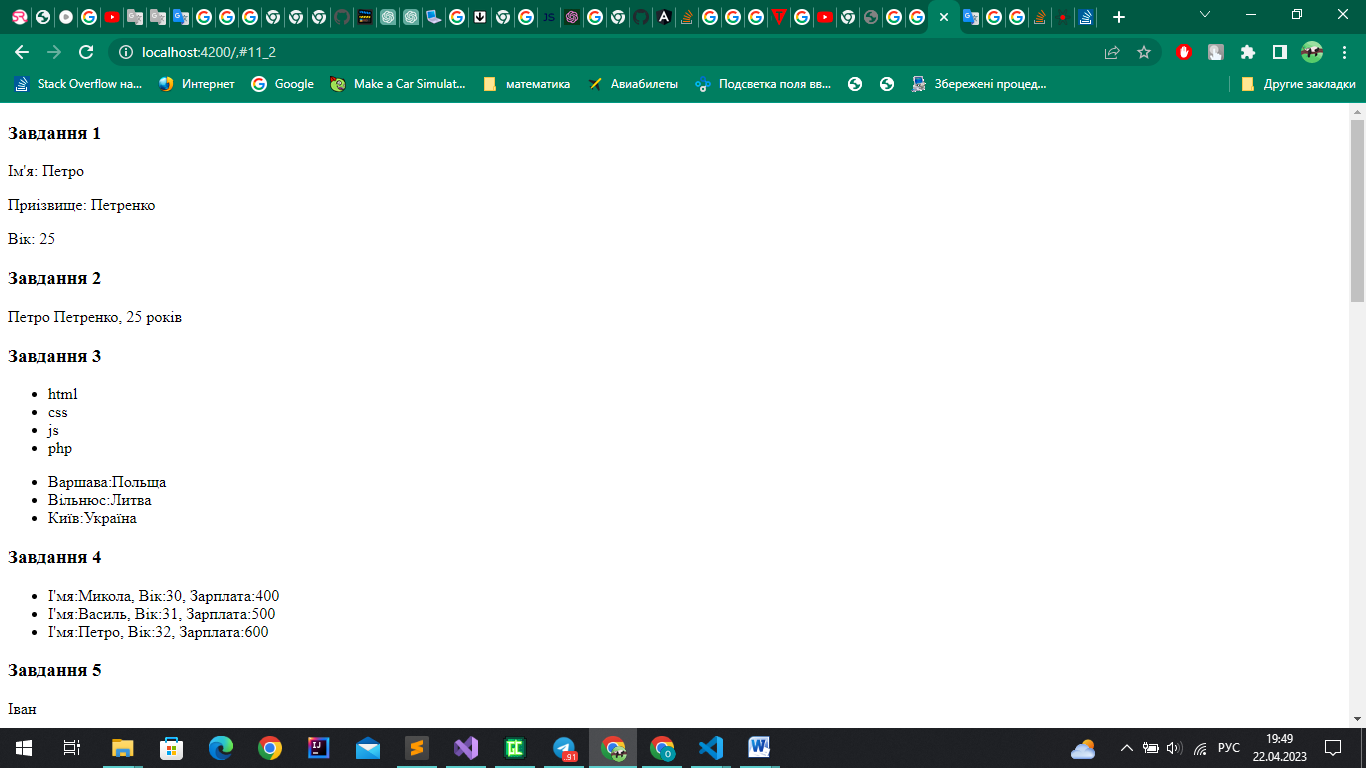 localhost:4200/,#11_2
Stack Overflow на... Интернет Google Make a Car Simulat... математика Авиабилеты Подсветка поля вв... Збережені процед... Другие закладки
Завдання 1
Ім'я: Петро
Приізвище: Петренко
Вік: 25
Завдання 2
Петро Петренко, 25 років
Завдання 3
html
css
js
php
Варшава:Польща
Вільнюс:Литва
Київ:Україна
Завдання 4
І'мя:Микола, Вік:30, Зарплата:400
І'мя:Василь, Вік:31, Зарплата:500
І'мя:Петро, Вік:32, Зарплата:600
Завдання 5
Іван
91
РУС
19:49
22.04.2023